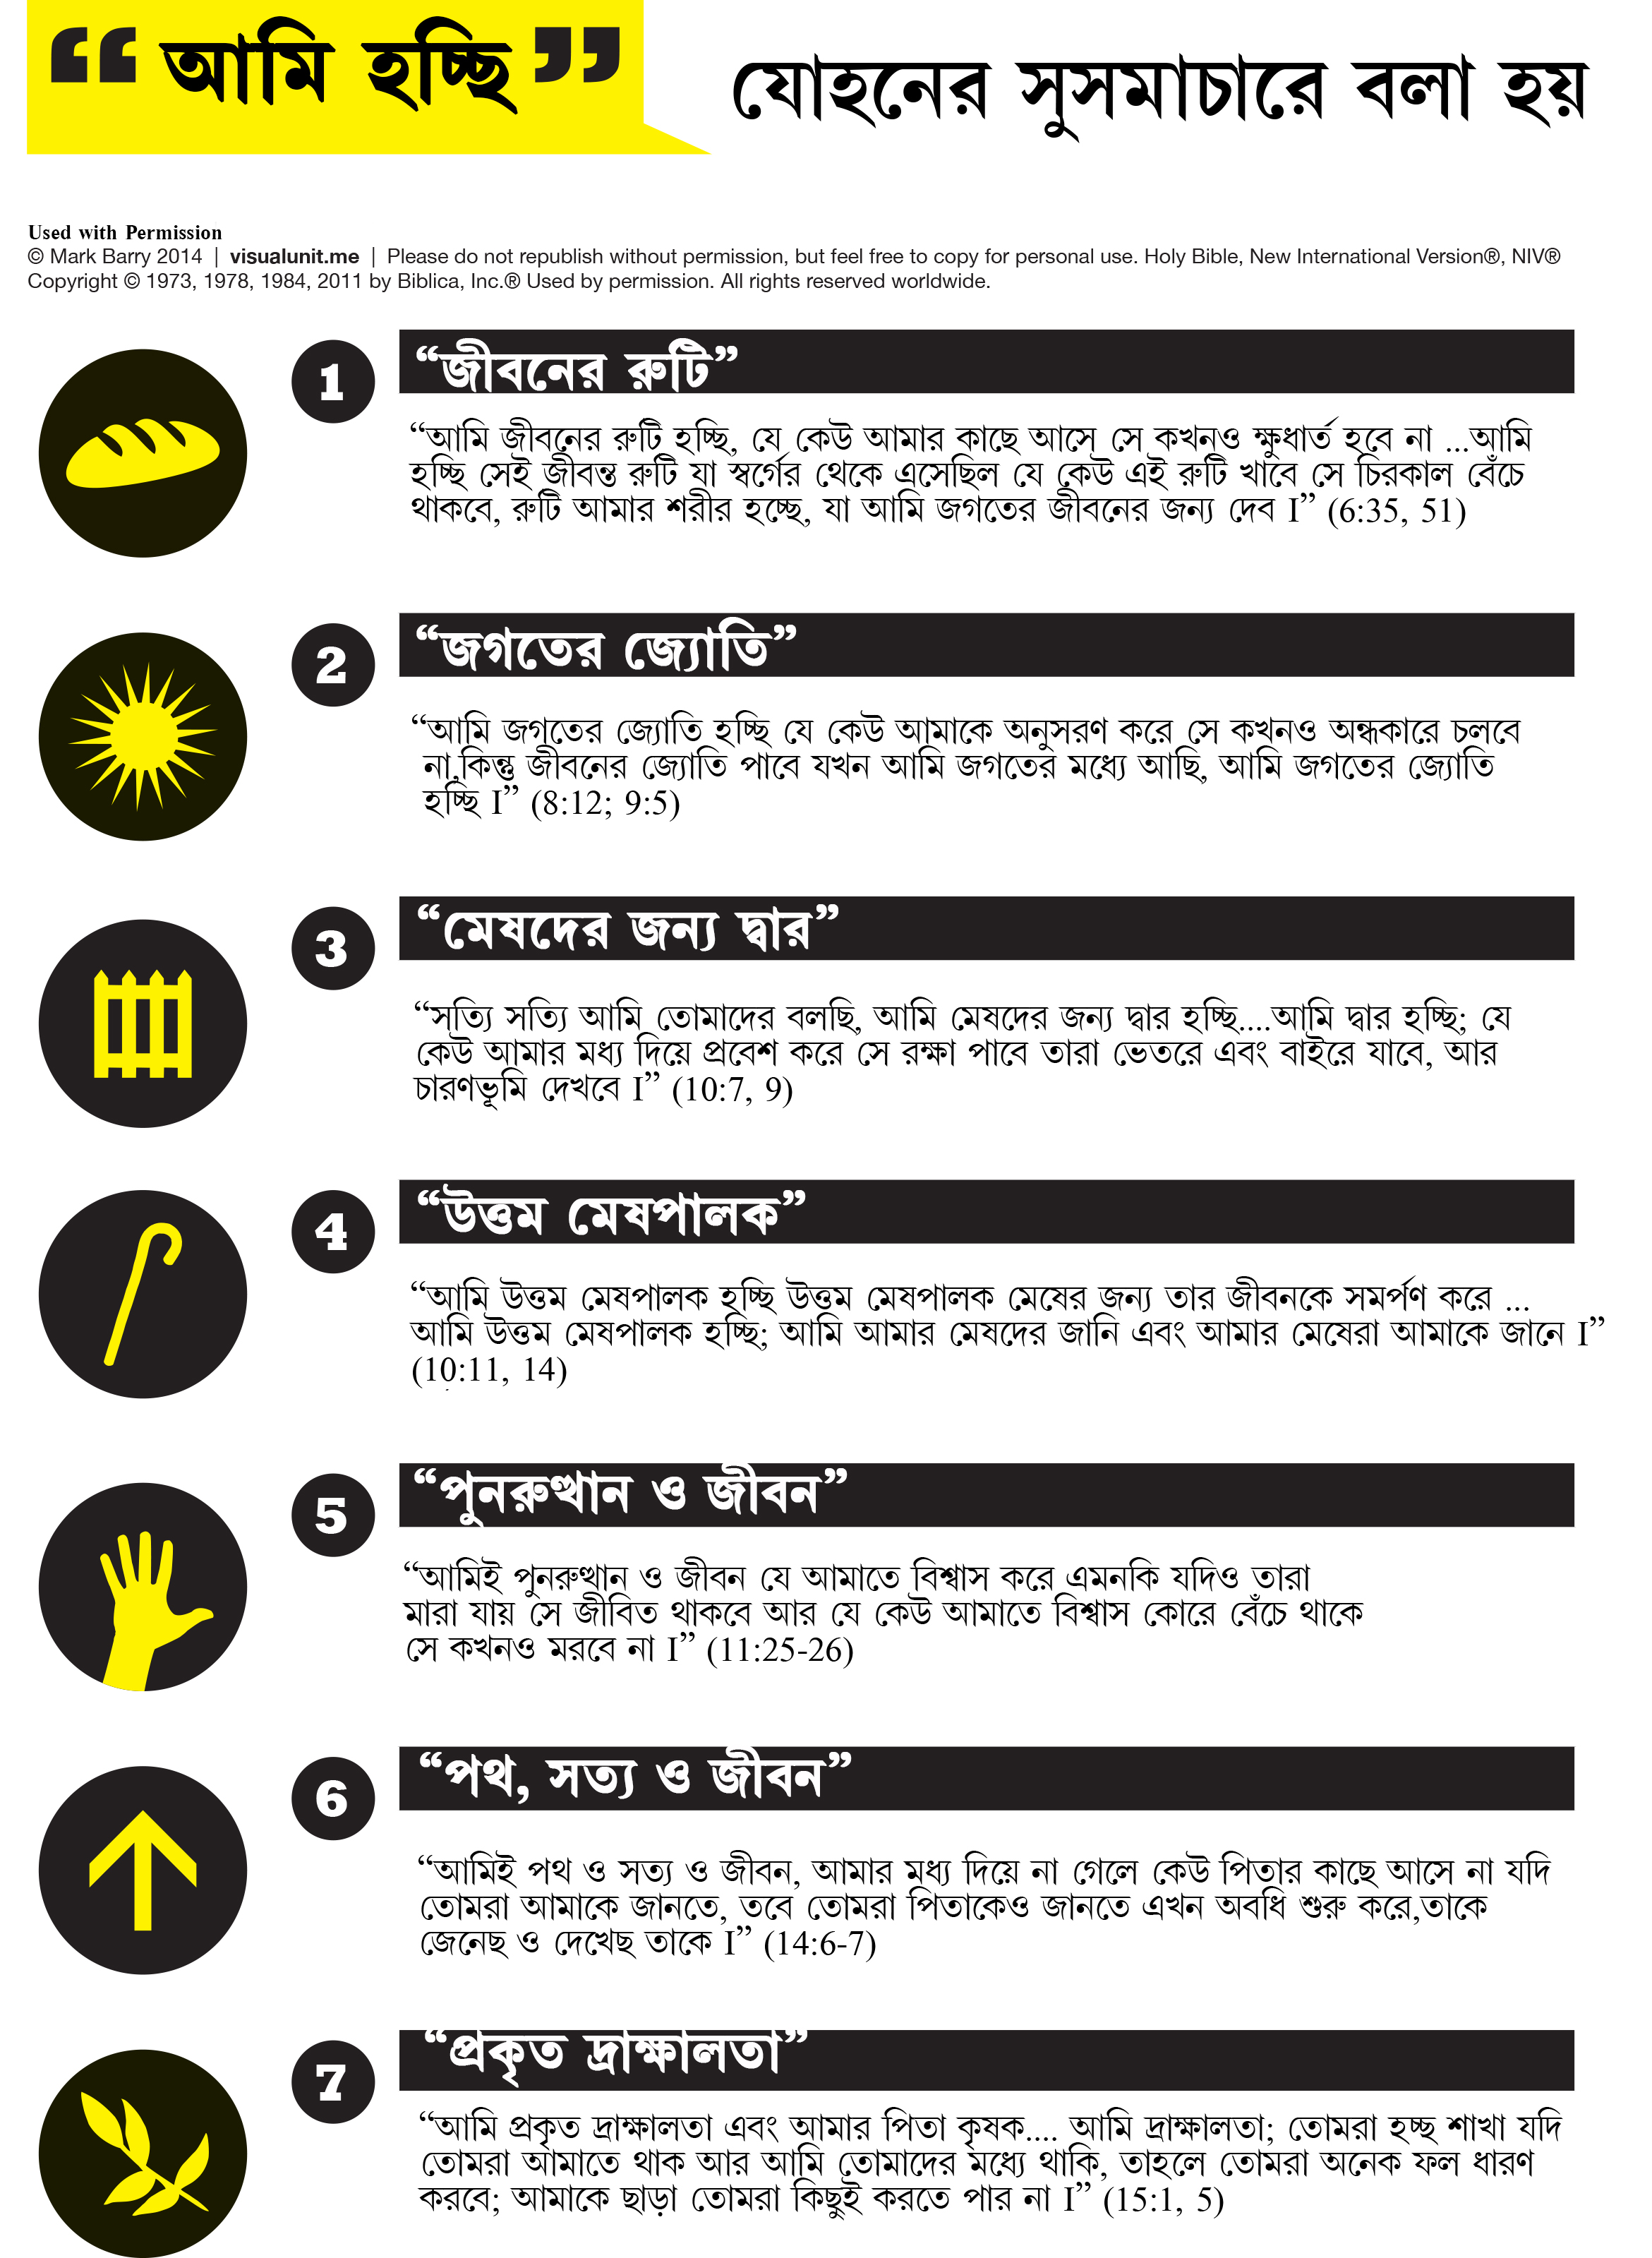 “আমি হচ্ছি”
যোহনের সুসমাচারে বলা হয়
Used with Permission
© Mark Barry 2014 | visualunit.me | Please do not republish without permission, but feel free to copy for personal use. Holy Bible, New International Version®, NIV®
Copyright © 1973, 1978, 1984, 2011 by Biblica, Inc.® Used by permission. All rights reserved worldwide.
1
“জীবনের রুটি”
“আমি জীবনের রুটি হচ্ছি, যে কেউ আমার কাছে আসে সে কখনও ক্ষুধার্ত হবে না ...আমি
হচ্ছি সেই জীবন্ত রুটি যা স্বর্গের থেকে এসেছিল যে কেউ এই রুটি খাবে সে চিরকাল বেঁচে
থাকবে, রুটি আমার শরীর হচ্ছে, যা আমি জগতের জীবনের জন্য দেব I” (6:35, 51)
2
“জগতের জ্যোতি”
“আমি জগতের জ্যোতি হচ্ছি যে কেউ আমাকে অনুসরণ করে সে কখনও অন্ধকারে চলবে
না,কিন্তু জীবনের জ্যোতি পাবে যখন আমি জগতের মধ্যে আছি, আমি জগতের জ্যোতি
হচ্ছি I” (8:12; 9:5)
3
“মেষদের জন্য দ্বার”
“সত্যি সত্যি আমি তোমাদের বলছি, আমি মেষদের জন্য দ্বার হচ্ছি....আমি দ্বার হচ্ছি; যে
কেউ আমার মধ্য দিয়ে প্রবেশ করে সে রক্ষা পাবে তারা ভেতরে এবং বাইরে যাবে, আর
চারণভূমি দেখবে I” (10:7, 9)
4
“উত্তম মেষপালক”
“আমি উত্তম মেষপালক হচ্ছি উত্তম মেষপালক মেষের জন্য তার জীবনকে সমর্পণ করে ...
আমি উত্তম মেষপালক হচ্ছি; আমি আমার মেষদের জানি এবং আমার মেষেরা আমাকে জানে I”
(10:11, 14)
5
“পুনরুত্থান ও জীবন”
“আমিই পুনরুত্থান ও জীবন যে আমাতে বিশ্বাস করে এমনকি যদিও তারা
মারা যায় সে জীবিত থাকবে আর যে কেউ আমাতে বিশ্বাস কোরে বেঁচে থাকে
সে কখনও মরবে না I” (11:25-26)
6
“পথ, সত্য ও জীবন”
“আমিই পথ ও সত্য ও জীবন, আমার মধ্য দিয়ে না গেলে কেউ পিতার কাছে আসে না যদি
তোমরা আমাকে জানতে, তবে তোমরা পিতাকেও জানতে এখন অবধি শুরু করে,তাকে
জেনেছ ও দেখেছ তাকে I” (14:6-7)
7
“প্রকৃত দ্রাক্ষালতা”
“আমি প্রকৃত দ্রাক্ষালতা এবং আমার পিতা কৃষক.... আমি দ্রাক্ষালতা; তোমরা হচ্ছ শাখা যদি
তোমরা আমাতে থাক আর আমি তোমাদের মধ্যে থাকি, তাহলে তোমরা অনেক ফল ধারণ
করবে; আমাকে ছাড়া তোমরা কিছুই করতে পার না I” (15:1, 5)